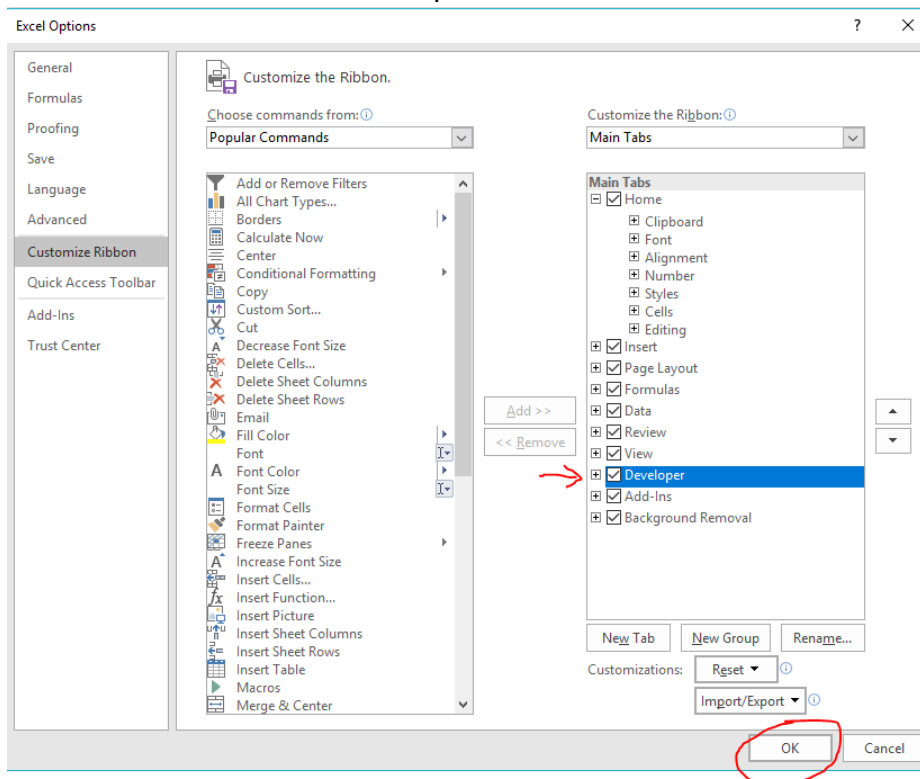 Excel Options
?
General
Formulas
Proofing
Save
Language
Advanced
Customize Ribbon
Quick Access Toolbar
Add-Ins
Trust Center
Customize the Ribbon.
Choose commands from:
Popular Commands
Add or Remove Filters
All Chart Types...
Borders
Calculate Now
Center
Conditional Formatting
Copy
Custom Sort...
Cut
Decrease Font Size
Delete Cells...
Delete Sheet Columns
Delete Sheet Rows
Email
Fill Color
Font
Font Color
Font Size
Format Cells
Format Painter
Freeze Panes
Increase Font Size
Insert Cells...
Insert Function...
Insert Picture
Insert Sheet Columns
Insert Sheet Rows
Insert Table
Macros
Merge & Center
Add >>
<< Remove
Customize the Ribbon:
Main Tabs
Main Tabs
Home
Clipboard
Font
Alignment
Number
Styles
Cells
Editing
Insert
Page Layout
Formulas
Data
Review
View
Developer
Add-Ins
Background Removal
New Tab
New Group
Rename...
Customizations:
Reset
Import/Export
OK
Cancel